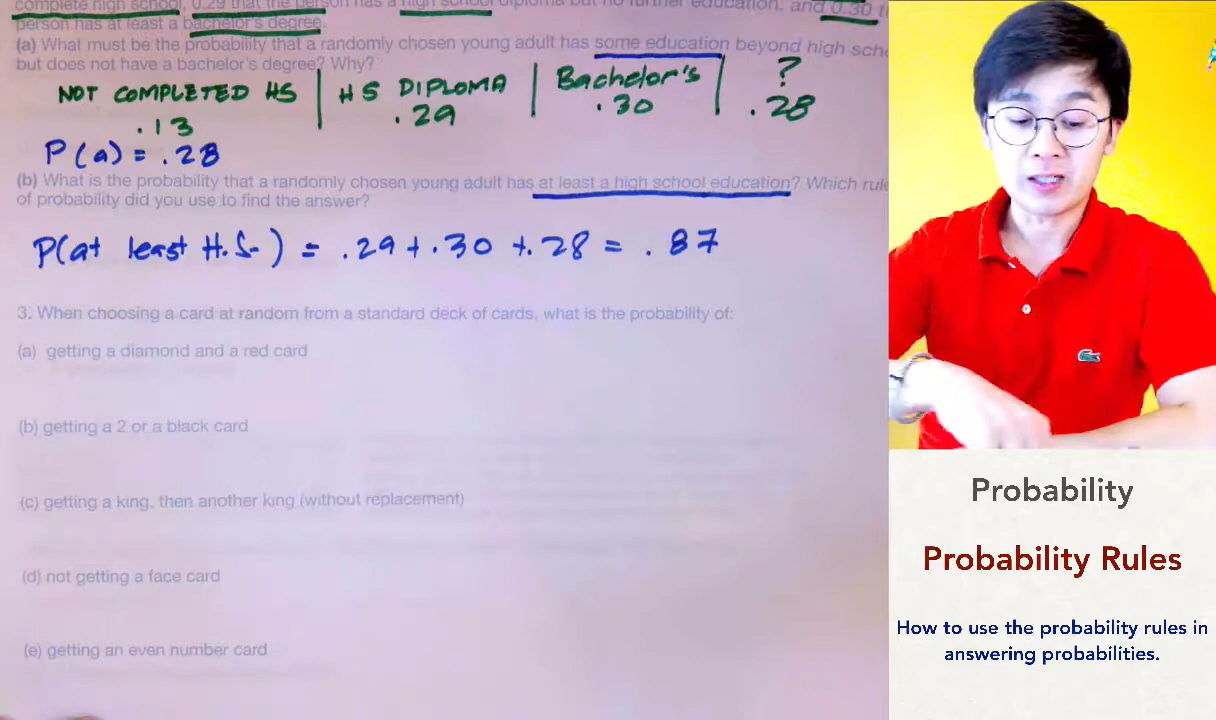 complete high school, 0.29 that the person has a high school diploma but no further education, and 0.30
person has at least a bachelor's degree.
(a) What must be the probability that a randomly chosen young adult has some education beyond high
but does not have a bachelor's degree? Why?
NOT COMPLETED HS | HS DIPLOMA | Bachelor's | ?
.13 .29 .30 .28
P(a) = .28
(b) What is the probability that a randomly chosen young adult has at least a high school education? Which
of probability did you use to find the answer?
P(at least H.S.) = .29 + .30 + .28 = .87
3. When choosing a card at random from a standard deck of cards, what is the probability of:
(a) getting a diamond and a red card
(b) getting a 2 or a black card
(c) getting a king, then another king (without replacement)
(d) not getting a face card
(e) getting an even number card
Probability
Probability Rules
How to use the probability rules in
answering probabilities.